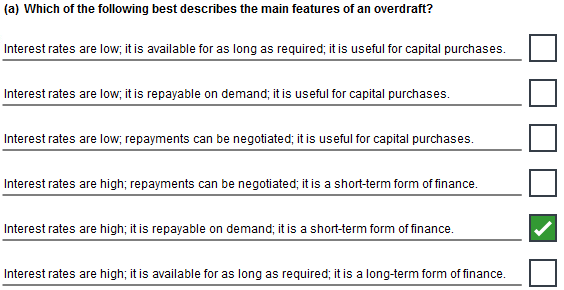 (a) Which of the following best describes the main features of an overdraft?
Interest rates are low; it is available for as long as required; it is useful for capital purchases.
Interest rates are low; it is repayable on demand; it is useful for capital purchases.
Interest rates are low; repayments can be negotiated; it is useful for capital purchases.
Interest rates are high; repayments can be negotiated; it is a short-term form of finance.
Interest rates are high; it is repayable on demand; it is a short-term form of finance.
Interest rates are high; it is available for as long as required; it is a long-term form of finance.